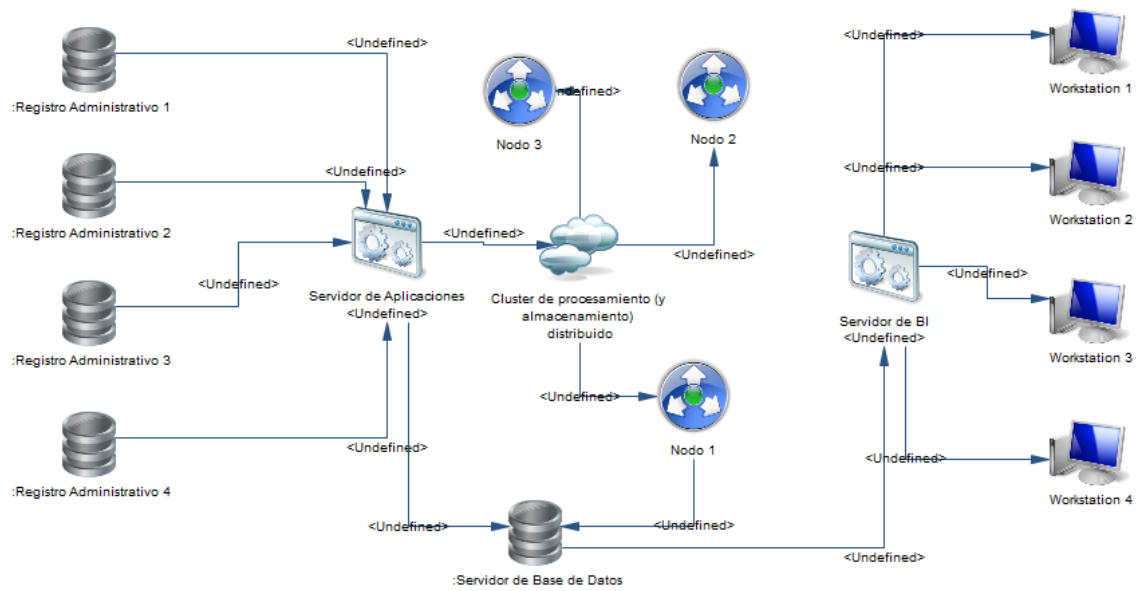 <Undefined>
<Undefined>
Workstation 1
<Undefined>
:Registro Administrativo 1
Nodo 3
Nodo 2
<Undefined>
<Undefined>
Workstation 2
:Registro Administrativo 2
<Undefined>
<Undefined>
<Undefined>
<Undefined>
Servidor de Aplicaciones
<Undefined>
Cluster de procesamiento (y
almacenamiento)
distribuido
Servidor de BI
<Undefined>
:Registro Administrativo 3
Workstation 3
<Undefined>
Nodo 1
<Undefined>
<Undefined>
:Registro Administrativo 4
Workstation 4
<Undefined>
<Undefined>
<Undefined>
:Servidor de Base de Datos